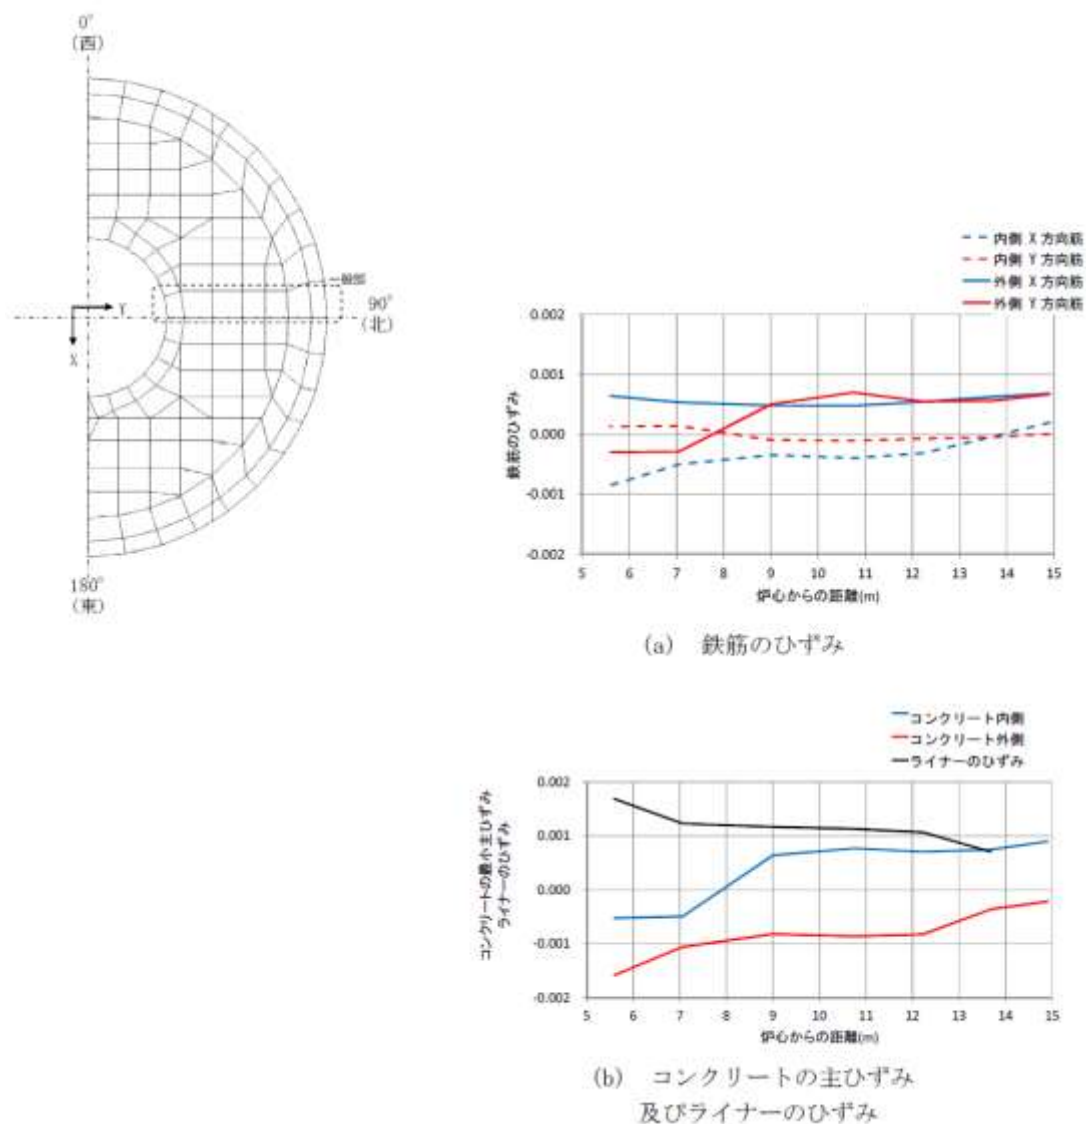 0°
(西)
一般部
Y
90°
(北)
X
180°
(東)
内側 X 方向筋
内側 Y 方向筋
外側 X 方向筋
外側 Y 方向筋
0.002
0.001
0.000
-0.001
-0.002
鉄筋のひずみ
5 6 7 8 9 10 11 12 13 14 15
炉心からの距離(m)
(a) 鉄筋のひずみ
コンクリート内側
コンクリート外側
ライナーのひずみ
0.002
0.001
0.000
-0.001
-0.002
コンクリートの最小主ひずみ
ライナーのひずみ
5 6 7 8 9 10 11 12 13 14 15
炉心からの距離(m)
(b) コンクリートの主ひずみ
及びライナーのひずみ